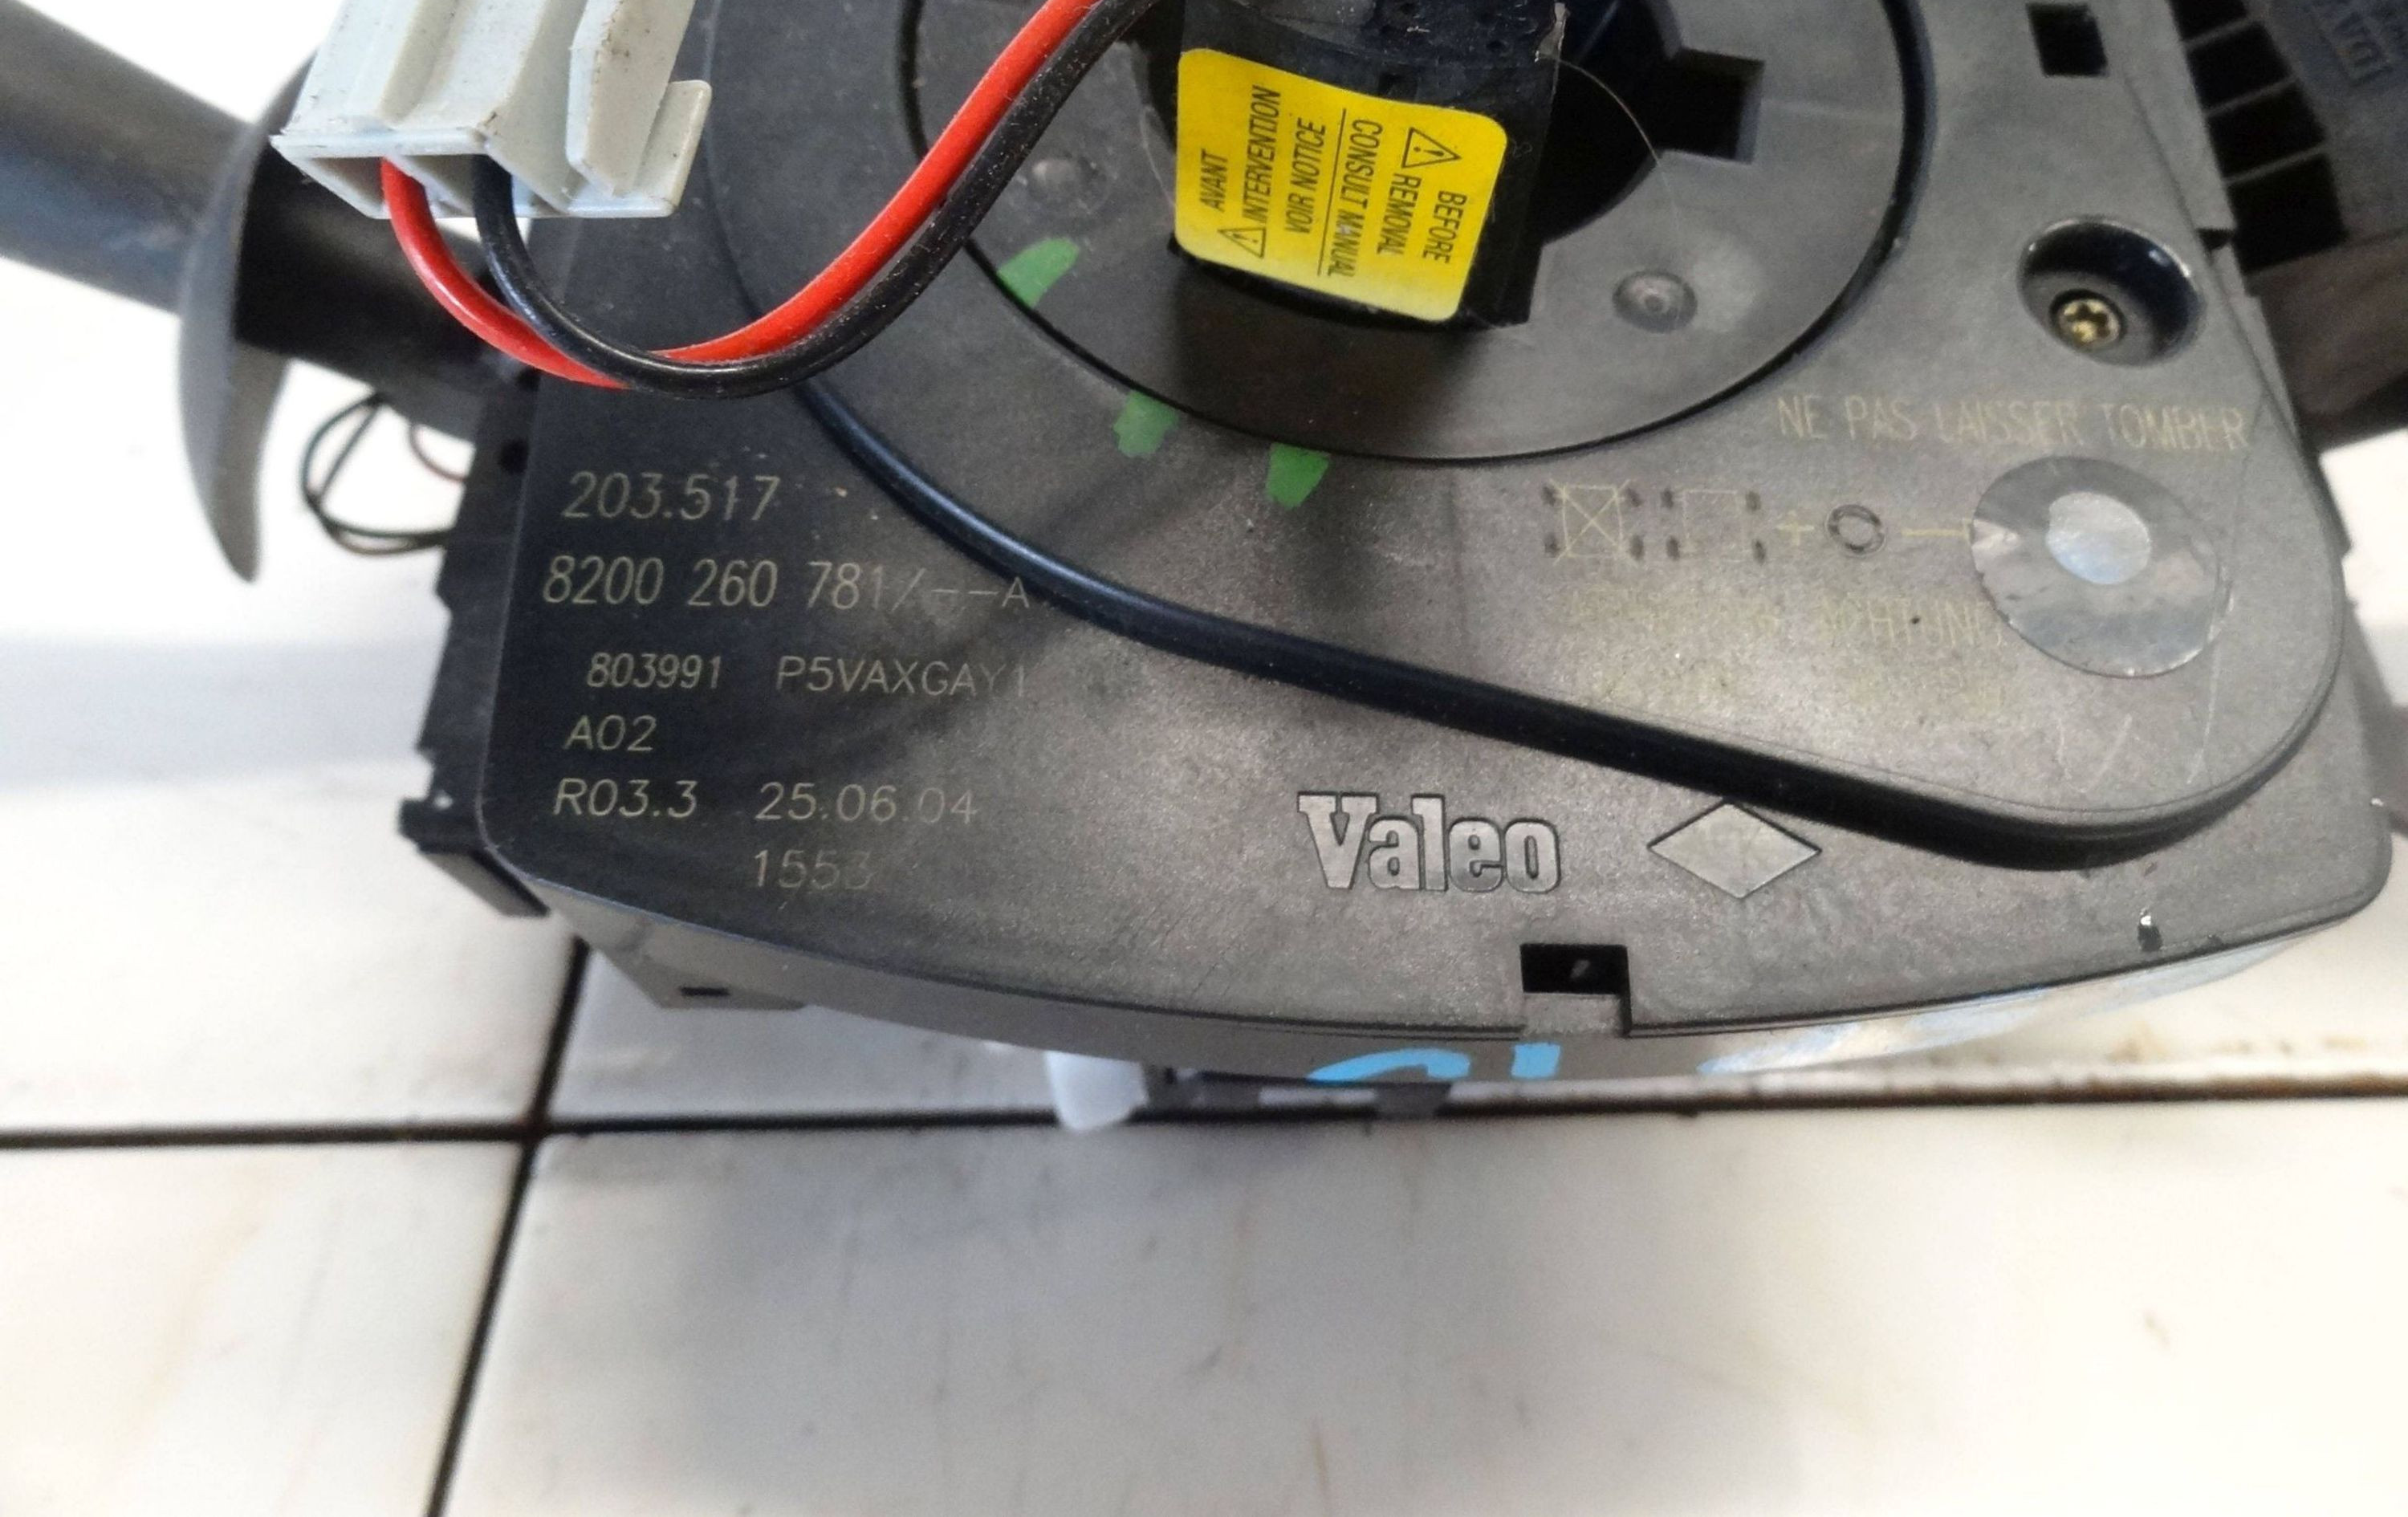 AVANT
INTERVENTION
VOIR NOTICE
CONSULT MANUAL
BEFORE
REMOVAL
NE PAS LAISSER TOMBER
203.517
8200 260 781/--A
ACHTUNG
803991 P5VAXGAY1
A02
R03.3 25.06.04
1553
Valeo